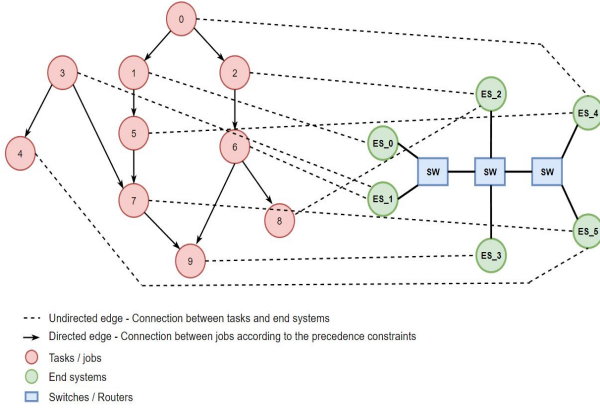 0
3
1
2
ES_2
ES_4
5
ES_0
6
4
SW
SW
SW
7
ES_1
8
ES_5
9
ES_3
Undirected edge - Connection between tasks and end systems
Directed edge - Connection between jobs according to the precedence constraints
Tasks / jobs
End systems
Switches / Routers